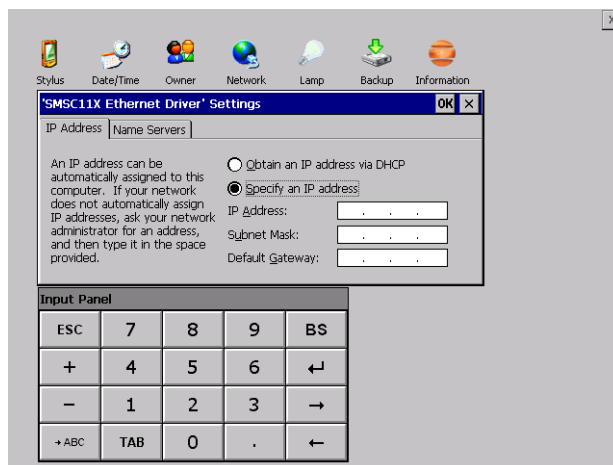 Stylus Date/Time Owner Network Lamp Backup Information
'SMSC11X Ethernet Driver' Settings OK ×
IP Address Name Servers
An IP address can be
automatically assigned to this
computer. If your network
does not automatically assign
IP addresses, ask your network
administrator for an address,
and then type it in the space
provided.
Obtain an IP address via DHCP
Specify an IP address
IP Address: . . .
Subnet Mask: . . .
Default Gateway: . . .
Input Panel
ESC 7 8 9 BS
+ 4 5 6 ↵
− 1 2 3 →
→ABC TAB 0 . ←